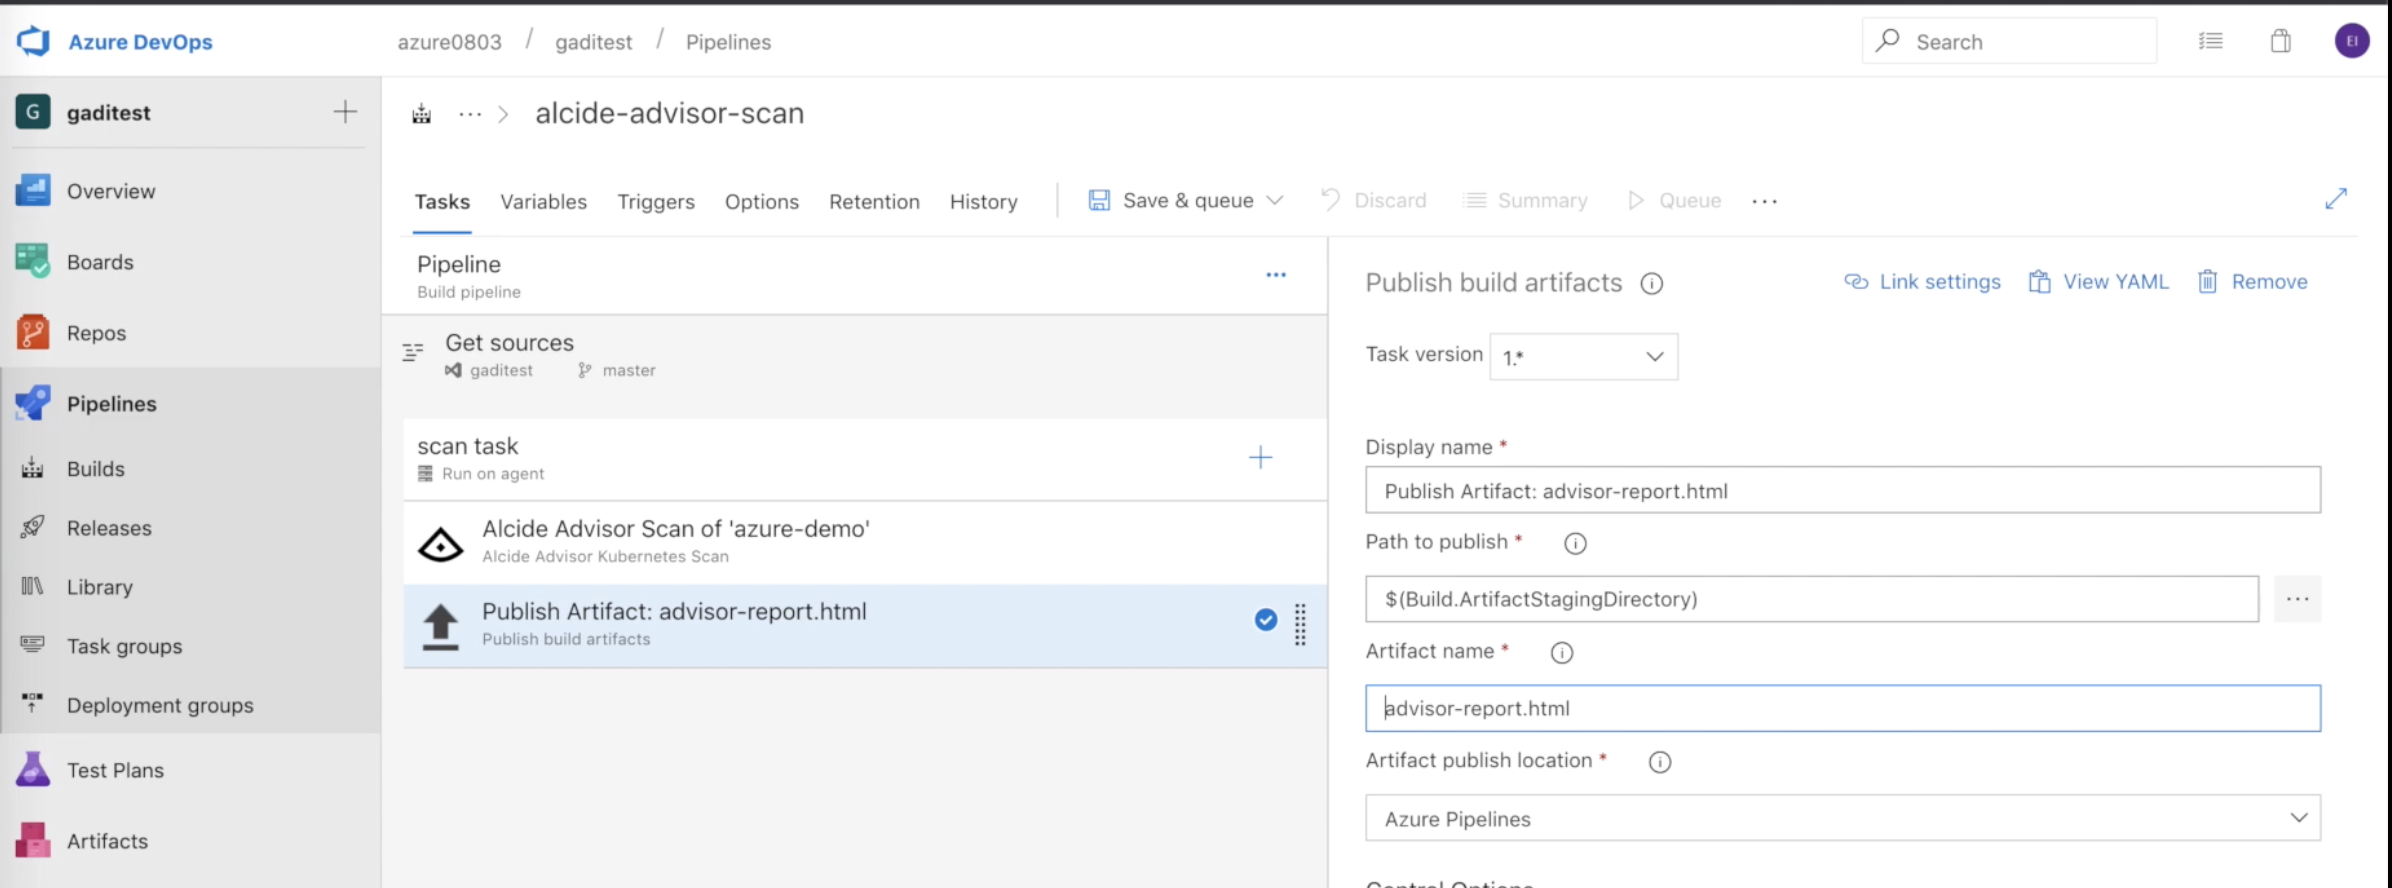 Azure DevOps
azure0803 / gaditest / Pipelines
Search
EI
G gaditest
Overview
Boards
Repos
Pipelines
Builds
Releases
Library
Task groups
Deployment groups
Test Plans
Artifacts
··· > alcide-advisor-scan
Tasks Variables Triggers Options Retention History Save & queue Discard Summary Queue ···
Pipeline
Build pipeline
Get sources
gaditest master
scan task
Run on agent
Alcide Advisor Scan of 'azure-demo'
Alcide Advisor Kubernetes Scan
Publish Artifact: advisor-report.html
Publish build artifacts
Publish build artifacts Link settings View YAML Remove
Task version 1.*
Display name *
Publish Artifact: advisor-report.html
Path to publish *
$(Build.ArtifactStagingDirectory)
Artifact name *
advisor-report.html
Artifact publish location *
Azure Pipelines
Control Options